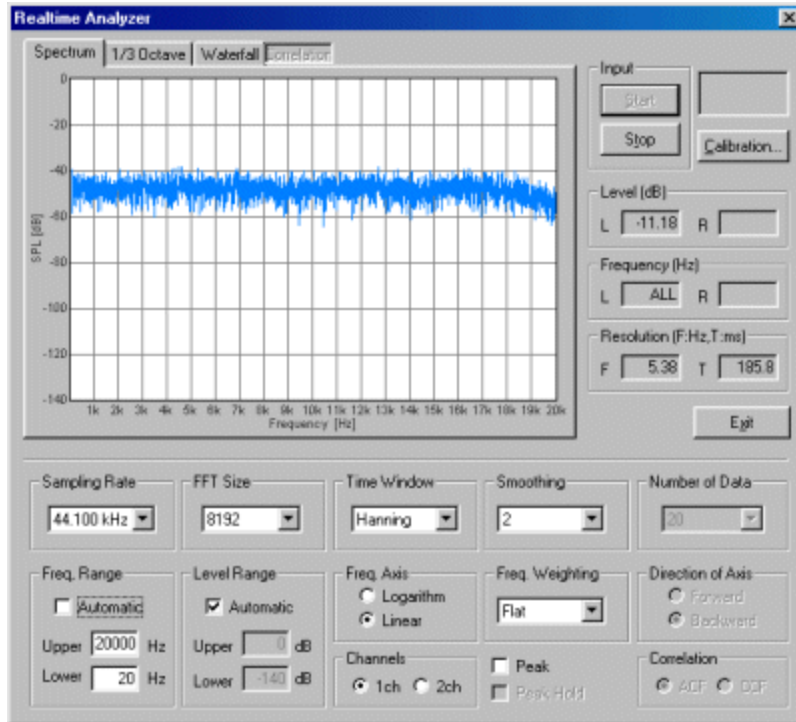 Realtime Analyzer
Spectrum 1/3 Octave Waterfall Correlator
0
-20
-40
-60
-80
-100
-120
-140
SPL [dB]
1k 2k 3k 4k 5k 6k 7k 8k 9k 10k 11k 12k 13k 14k 15k 16k 17k 18k 19k 20k
Frequency [Hz]
Input
Start
Stop
Calibration...
Level (dB)
L -11.18 R
Frequency (Hz)
L ALL R
Resolution (F:Hz,T:ms)
F 5.38 T 185.8
Exit
Sampling Rate
44.100 kHz
FFT Size
8192
Time Window
Hanning
Smoothing
2
Number of Data
20
Freq. Range
Automatic
Upper 20000 Hz
Lower 20 Hz
Level Range
Automatic
Upper 0 dB
Lower -140 dB
Freq. Axis
Logarithm
Linear
Channels
1ch 2ch
Freq. Weighting
Flat
Peak
Peak Hold
Direction of Axis
Forward
Backward
Correlation
ACF CCF